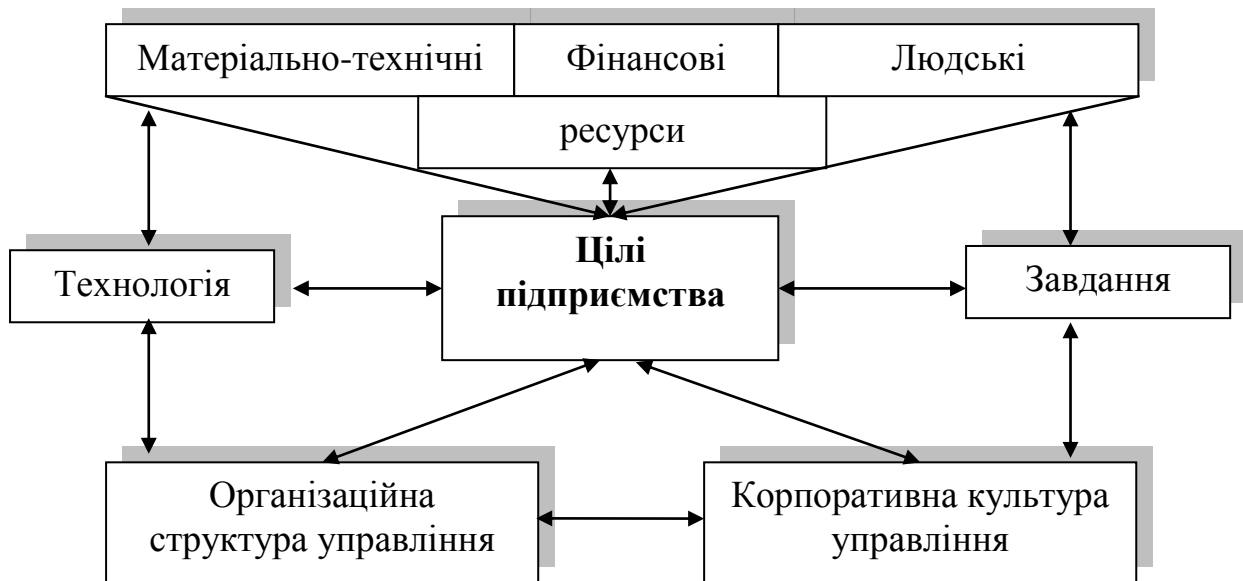 Матеріально-технічні Фінансові Людські
ресурси
Цілі
підприємства
Технологія
Завдання
Організаційна
структура управління
Корпоративна культура
управління